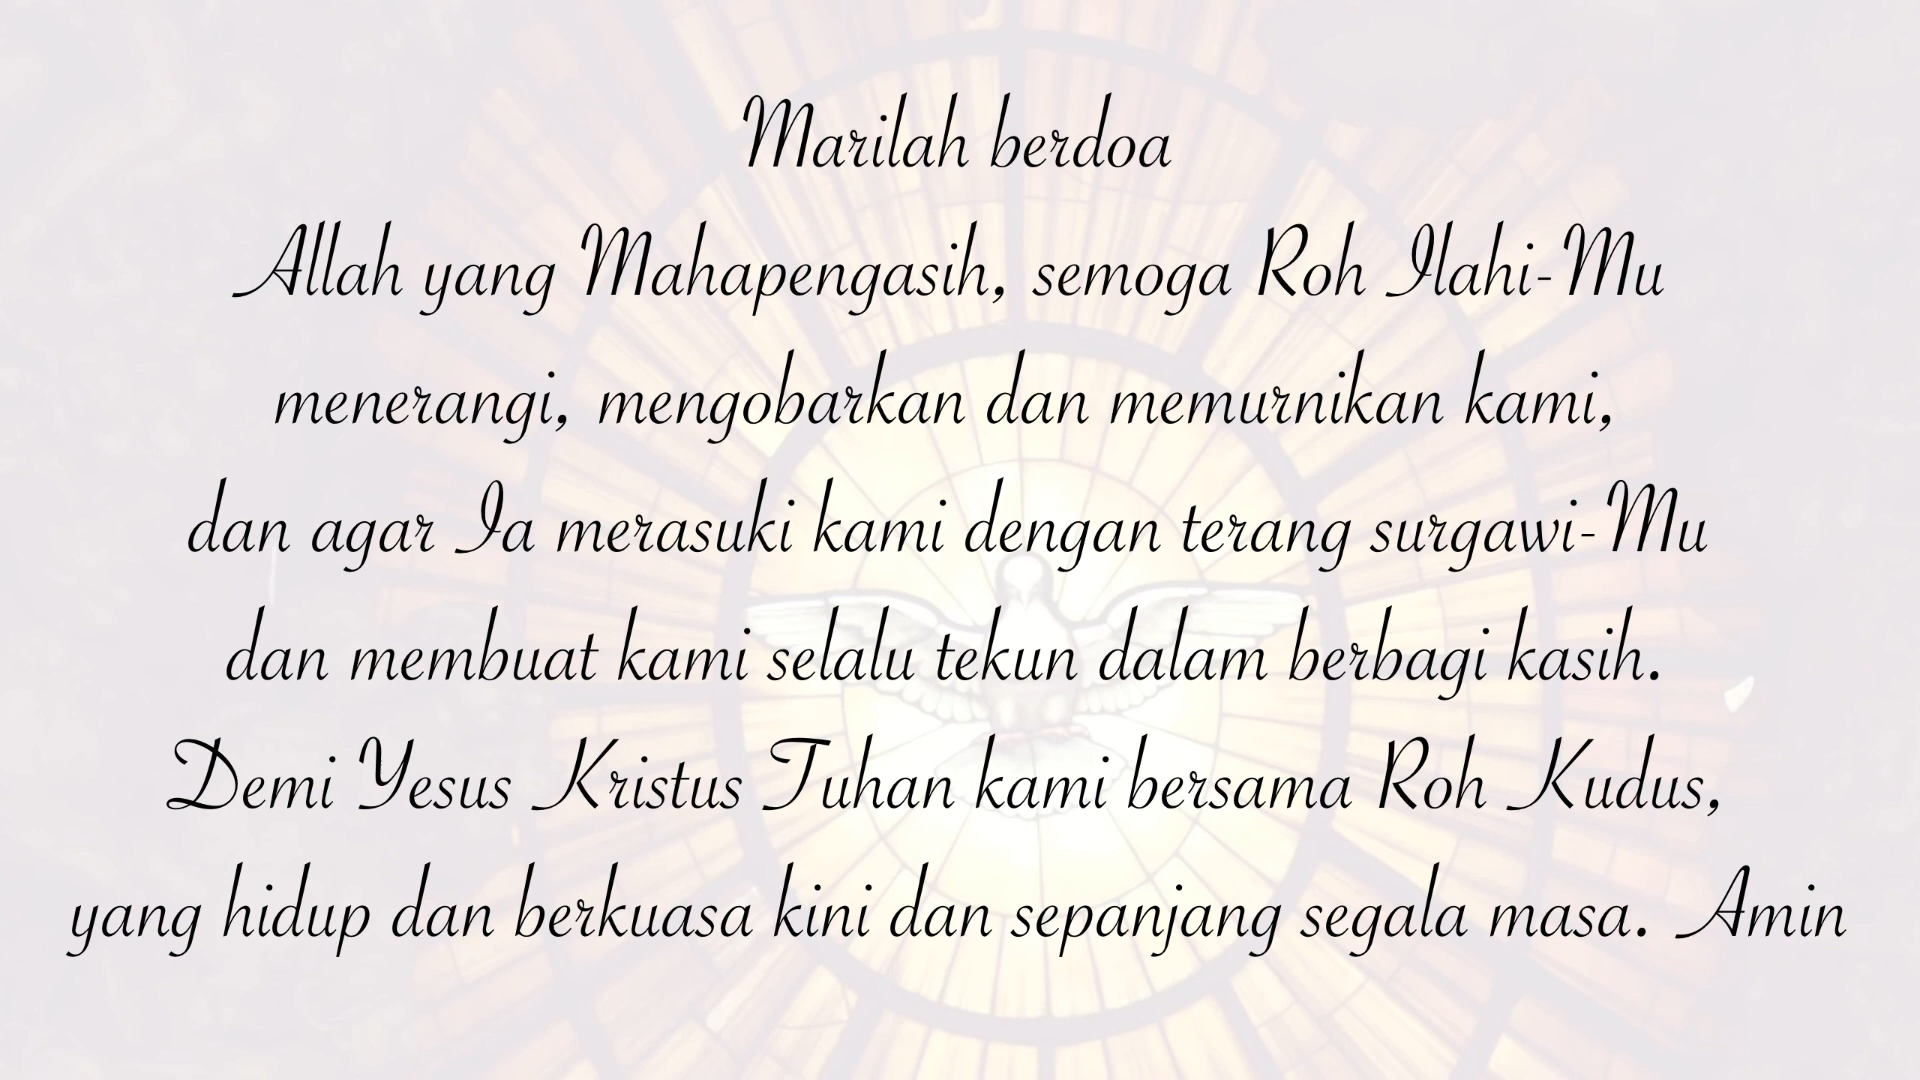 Marilah berdoa
Allah yang Mahapengasih, semoga Roh Ilahi-Mu
menerangi, mengobarkan dan memurnikan kami,
dan agar Ia merasuki kami dengan terang surgawi-Mu
dan membuat kami selalu tekun dalam berbagi kasih.
Demi Yesus Kristus Tuhan kami bersama Roh Kudus,
yang hidup dan berkuasa kini dan sepanjang segala masa. Amin